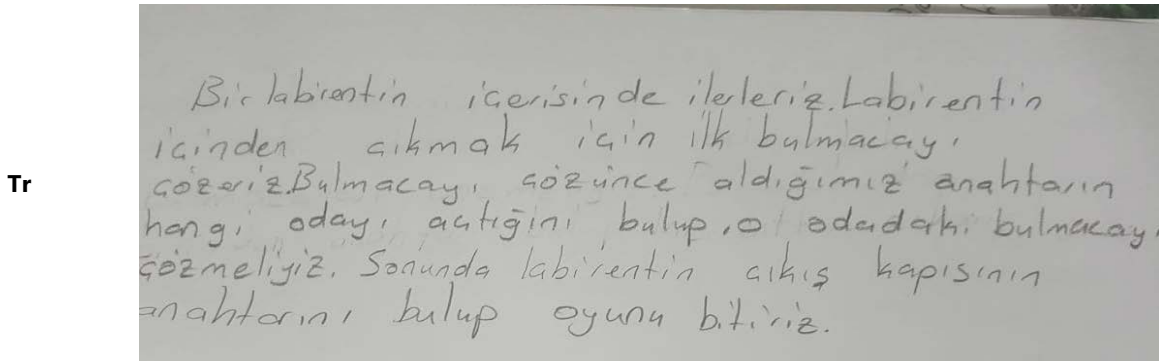 Tr
Bir labirentin içerisinde ilerleriz. Labirentin
içinden çıkmak için ilk bulmacayı
çözeriz. Bulmacayı çözünce aldığımız anahtarın
hangi odayı açtığını bulup, o odadaki bulmacayı
çözmeliyiz. Sonunda labirentin çıkış kapısının
anahtarını bulup oyunu bitiririz.